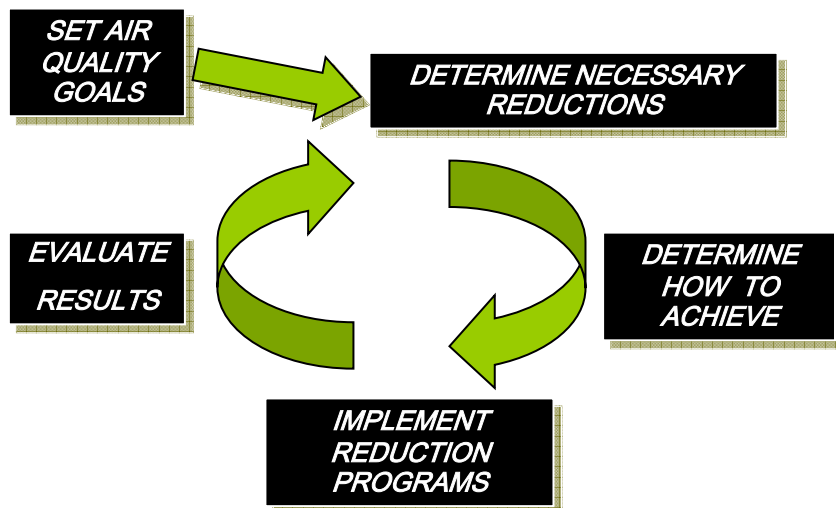 SET AIR
QUALITY
GOALS
DETERMINE NECESSARY
REDUCTIONS
DETERMINE
HOW TO
ACHIEVE
IMPLEMENT
REDUCTION
PROGRAMS
EVALUATE
RESULTS